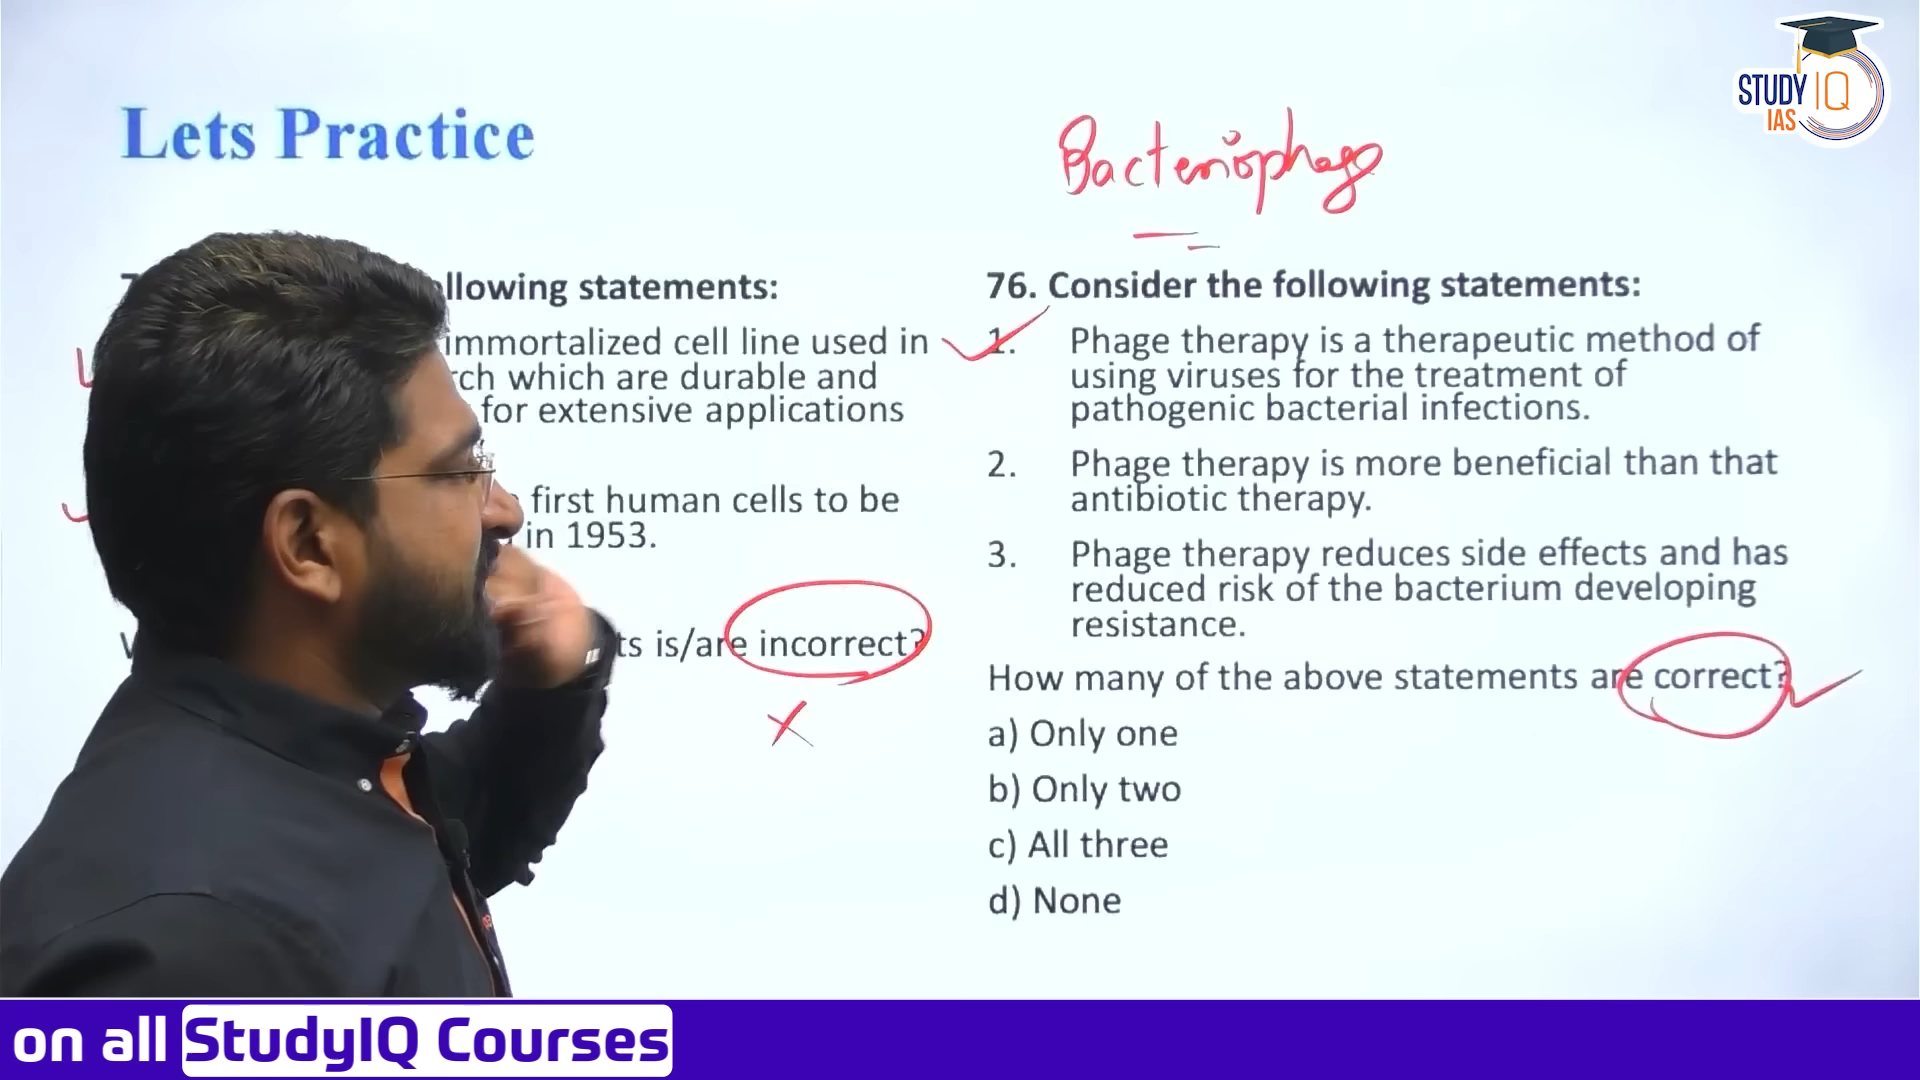 STUDY IQ
IAS
Lets Practice
Bacteriophage
llowing statements:
immortalized cell line used in
rch which are durable and
for extensive applications
first human cells to be
in 1953.
ts is/are incorrect?
76. Consider the following statements:
1. Phage therapy is a therapeutic method of
using viruses for the treatment of
pathogenic bacterial infections.
2. Phage therapy is more beneficial than that
antibiotic therapy.
3. Phage therapy reduces side effects and has
reduced risk of the bacterium developing
resistance.
How many of the above statements are correct?
a) Only one
b) Only two
c) All three
d) None
on all StudyIQ Courses